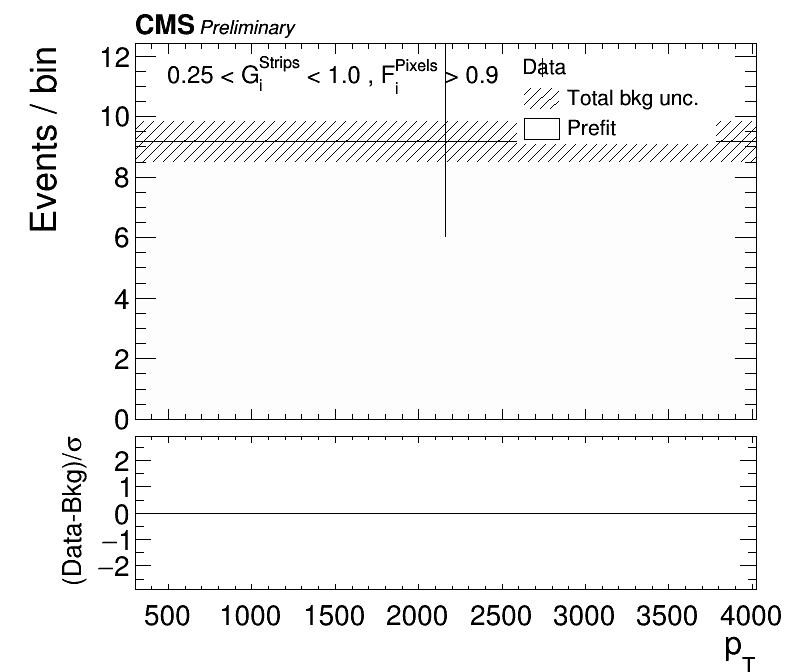 CMS Preliminary
Events / bin
12
10
8
6
4
2
0
0.25 < G_i^Strips < 1.0 , F_i^Pixels > 0.9
Data
Total bkg unc.
Prefit
(Data-Bkg)/σ
2
1
0
−1
−2
500 1000 1500 2000 2500 3000 3500 4000
p_T